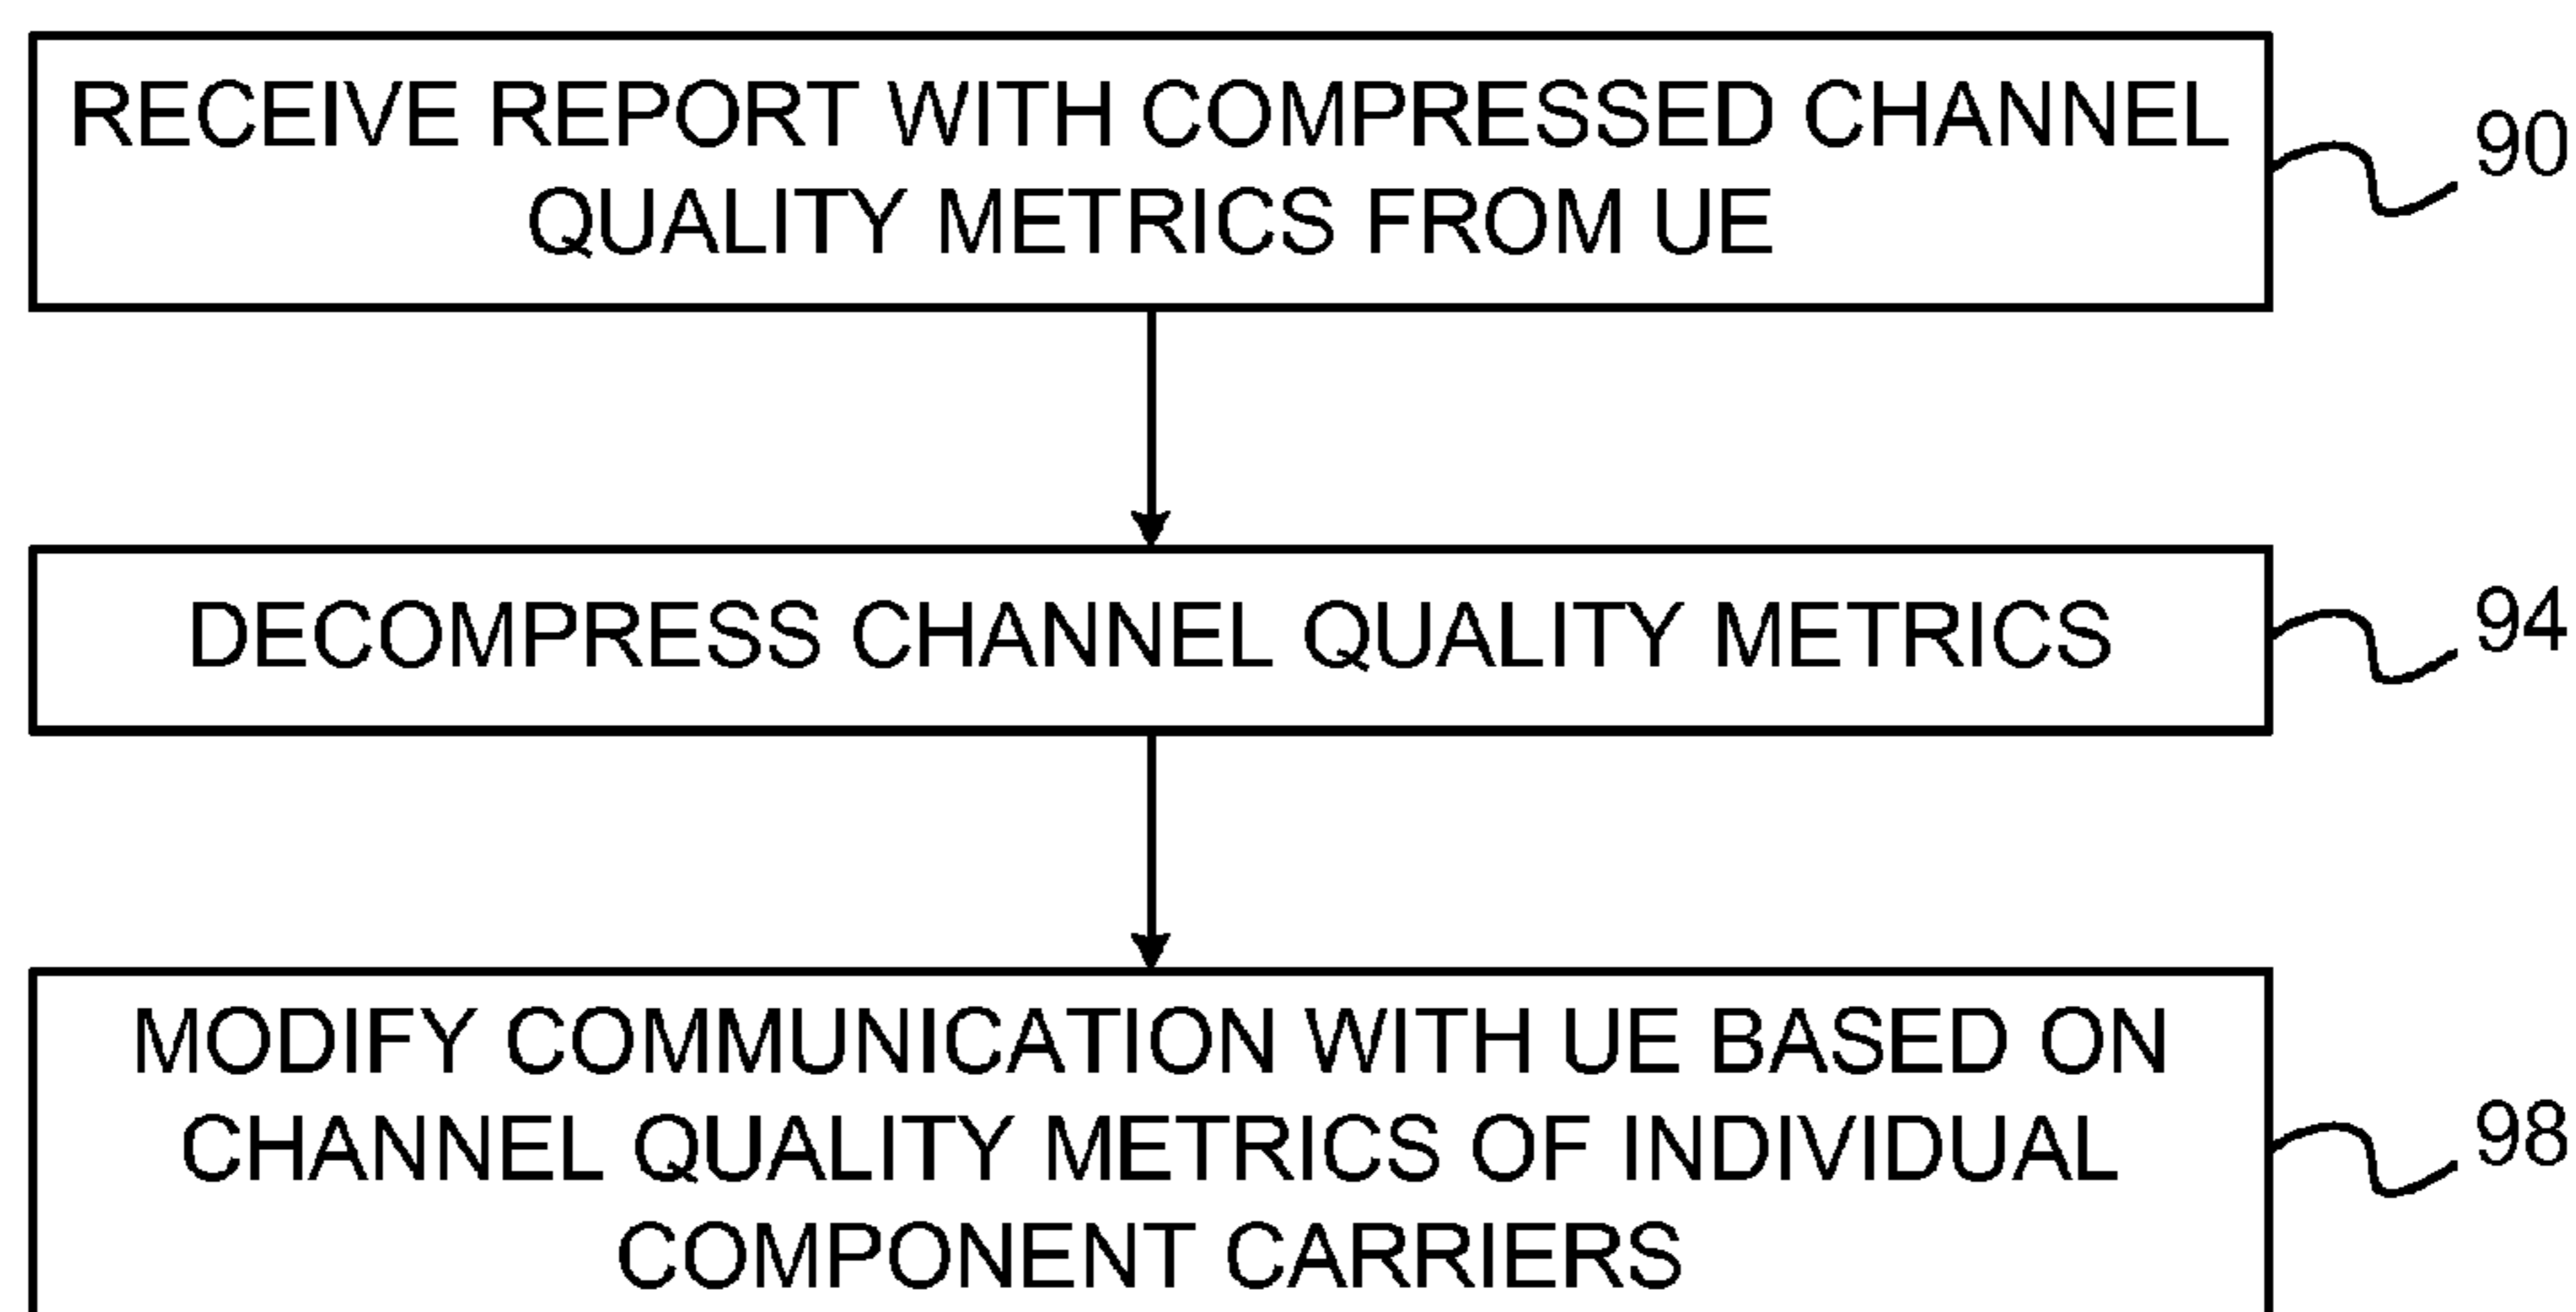 RECEIVE REPORT WITH COMPRESSED CHANNEL
QUALITY METRICS FROM UE
90
DECOMPRESS CHANNEL QUALITY METRICS
94
MODIFY COMMUNICATION WITH UE BASED ON
CHANNEL QUALITY METRICS OF INDIVIDUAL
COMPONENT CARRIERS
98